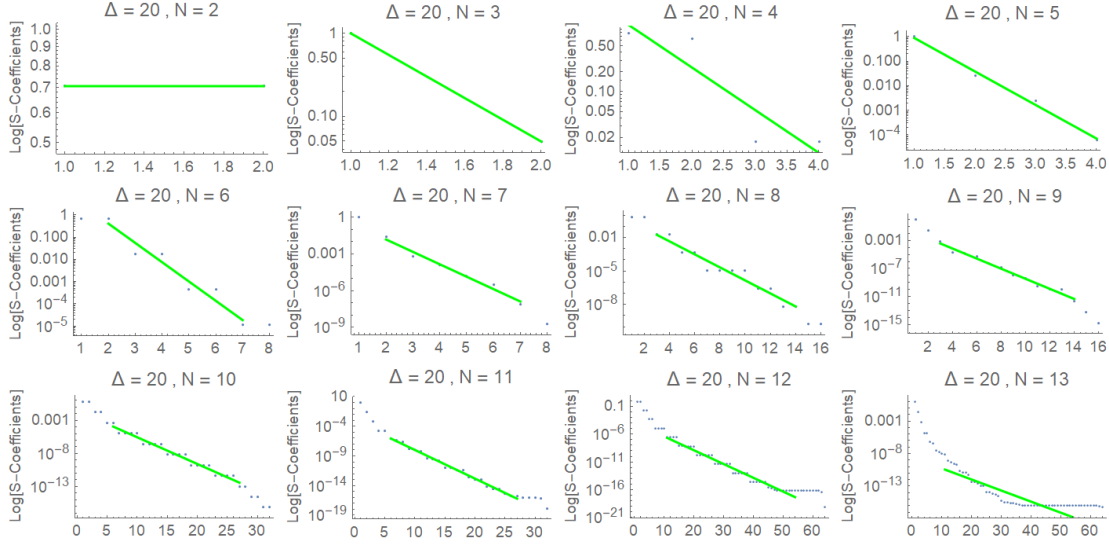 Δ = 20 , N = 2
Log[S-Coefficients]
1.0
0.9
0.8
0.7
0.6
0.5
1.0 1.2 1.4 1.6 1.8 2.0
Δ = 20 , N = 3
Log[S-Coefficients]
1
0.50
0.10
0.05
1.0 1.2 1.4 1.6 1.8 2.0
Δ = 20 , N = 4
Log[S-Coefficients]
0.50
0.20
0.10
0.05
0.02
1.0 1.5 2.0 2.5 3.0 3.5 4.0
Δ = 20 , N = 5
Log[S-Coefficients]
1
0.100
0.010
0.001
10⁻⁴
1.0 1.5 2.0 2.5 3.0 3.5 4.0
Δ = 20 , N = 6
Log[S-Coefficients]
1
0.100
0.010
0.001
10⁻⁴
10⁻⁵
1 2 3 4 5 6 7 8
Δ = 20 , N = 7
Log[S-Coefficients]
1
0.001
10⁻⁶
10⁻⁹
1 2 3 4 5 6 7 8
Δ = 20 , N = 8
Log[S-Coefficients]
0.01
10⁻⁵
10⁻⁸
2 4 6 8 10 12 14 16
Δ = 20 , N = 9
Log[S-Coefficients]
0.001
10⁻⁷
10⁻¹¹
10⁻¹⁵
2 4 6 8 10 12 14 16
Δ = 20 , N = 10
Log[S-Coefficients]
0.001
10⁻⁸
10⁻¹³
0 5 10 15 20 25 30
Δ = 20 , N = 11
Log[S-Coefficients]
10
10⁻⁴
10⁻⁹
10⁻¹⁴
10⁻¹⁹
0 5 10 15 20 25 30
Δ = 20 , N = 12
Log[S-Coefficients]
0.1
10⁻⁶
10⁻¹¹
10⁻¹⁶
10⁻²¹
0 10 20 30 40 50 60
Δ = 20 , N = 13
Log[S-Coefficients]
0.001
10⁻⁸
10⁻¹³
0 10 20 30 40 50 60